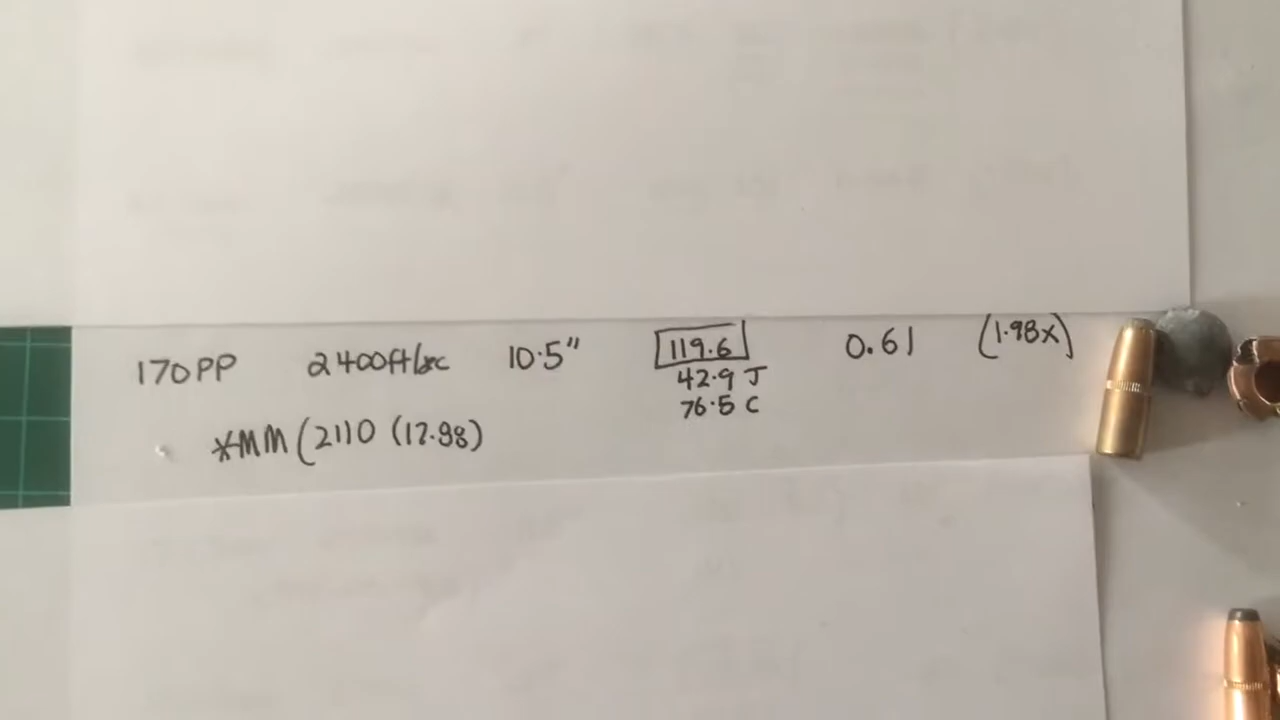 170PP 2400ft/sec 10.5" 119.6 0.61 (1.98x)
42.9 J
76.5 C
*MM (2110 (12.98)